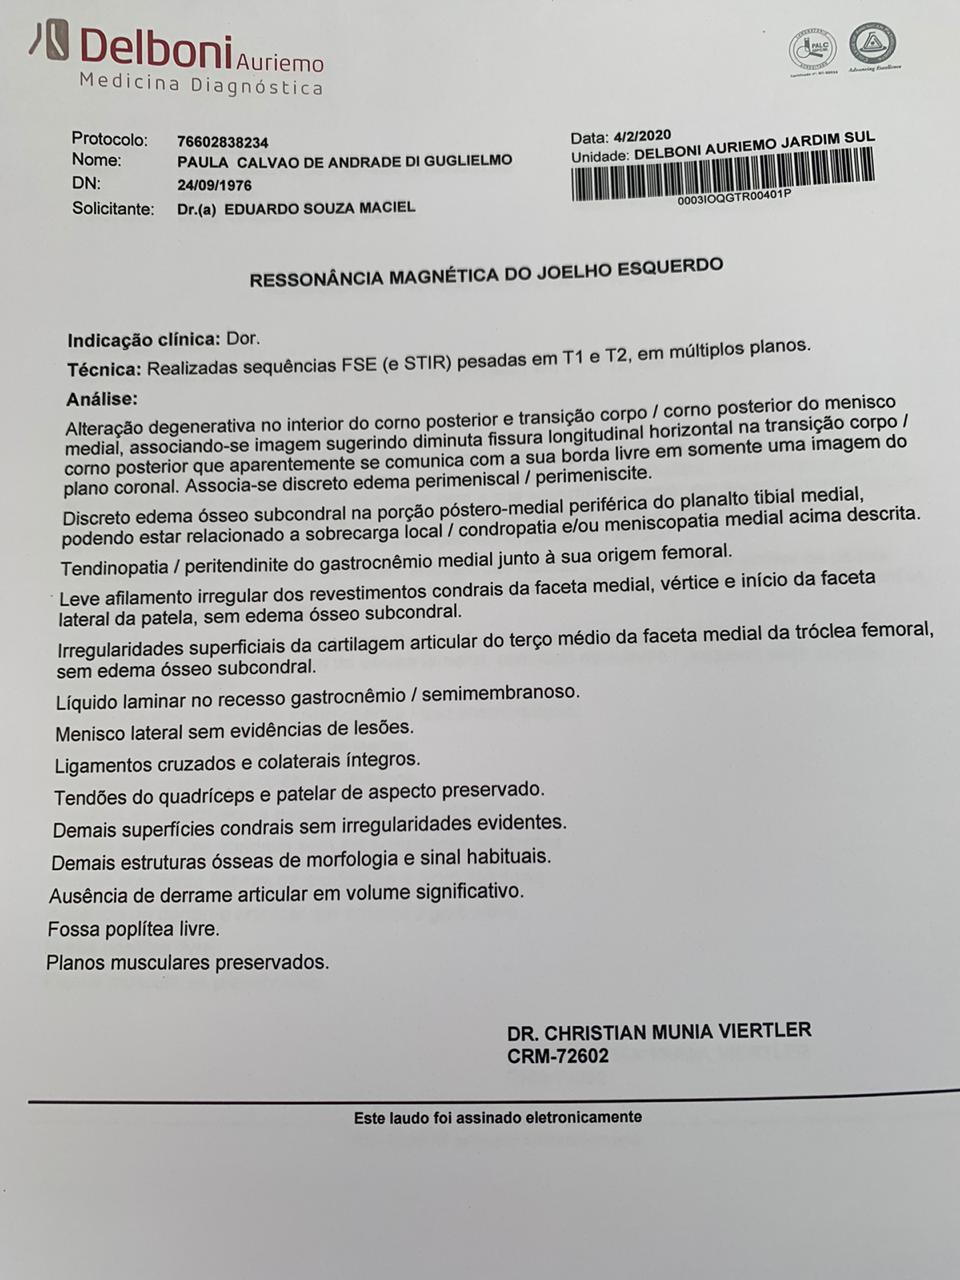 Delboni Auriemo
Medicina Diagnóstica
PALC
Advancing Excellence
Protocolo: 76602838234
Nome: PAULA CALVAO DE ANDRADE DI GUGLIELMO
DN: 24/09/1976
Solicitante: Dr.(a) EDUARDO SOUZA MACIEL
Data: 4/2/2020
Unidade: DELBONI AURIEMO JARDIM SUL
0003IOQGTR00401P
RESSONÂNCIA MAGNÉTICA DO JOELHO ESQUERDO
Indicação clínica: Dor.
Técnica: Realizadas sequências FSE (e STIR) pesadas em T1 e T2, em múltiplos planos.
Análise:
Alteração degenerativa no interior do corno posterior e transição corpo / corno posterior do menisco
medial, associando-se imagem sugerindo diminuta fissura longitudinal horizontal na transição corpo /
corno posterior que aparentemente se comunica com a sua borda livre em somente uma imagem do
plano coronal. Associa-se discreto edema perimeniscal / perimeniscite.
Discreto edema ósseo subcondral na porção póstero-medial periférica do planalto tibial medial,
podendo estar relacionado a sobrecarga local / condropatia e/ou meniscopatia medial acima descrita.
Tendinopatia / peritendinite do gastrocnêmio medial junto à sua origem femoral.
Leve afilamento irregular dos revestimentos condrais da faceta medial, vértice e início da faceta
lateral da patela, sem edema ósseo subcondral.
Irregularidades superficiais da cartilagem articular do terço médio da faceta medial da tróclea femoral,
sem edema ósseo subcondral.
Líquido laminar no recesso gastrocnêmio / semimembranoso.
Menisco lateral sem evidências de lesões.
Ligamentos cruzados e colaterais íntegros.
Tendões do quadríceps e patelar de aspecto preservado.
Demais superfícies condrais sem irregularidades evidentes.
Demais estruturas ósseas de morfologia e sinal habituais.
Ausência de derrame articular em volume significativo.
Fossa poplítea livre.
Planos musculares preservados.
DR. CHRISTIAN MUNIA VIERTLER
CRM-72602
Este laudo foi assinado eletronicamente